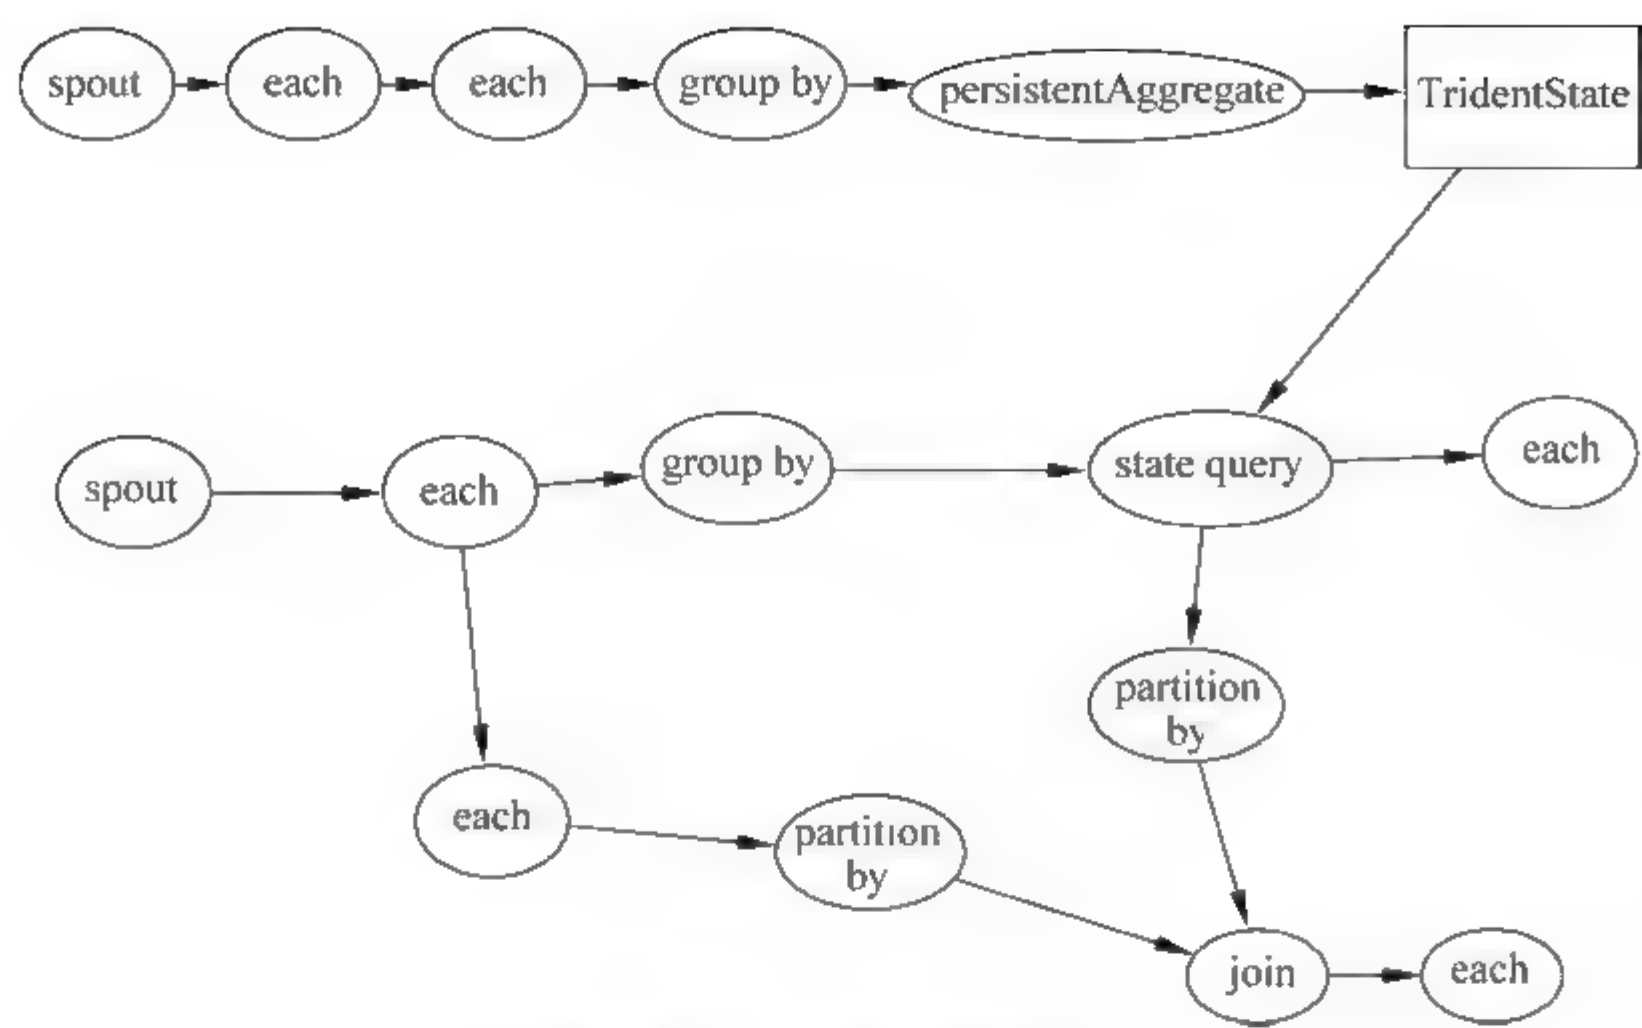 spout
each
each
group by
persistentAggregate
TridentState
spout
each
group by
state query
each
partition
by
each
partition
by
join
each